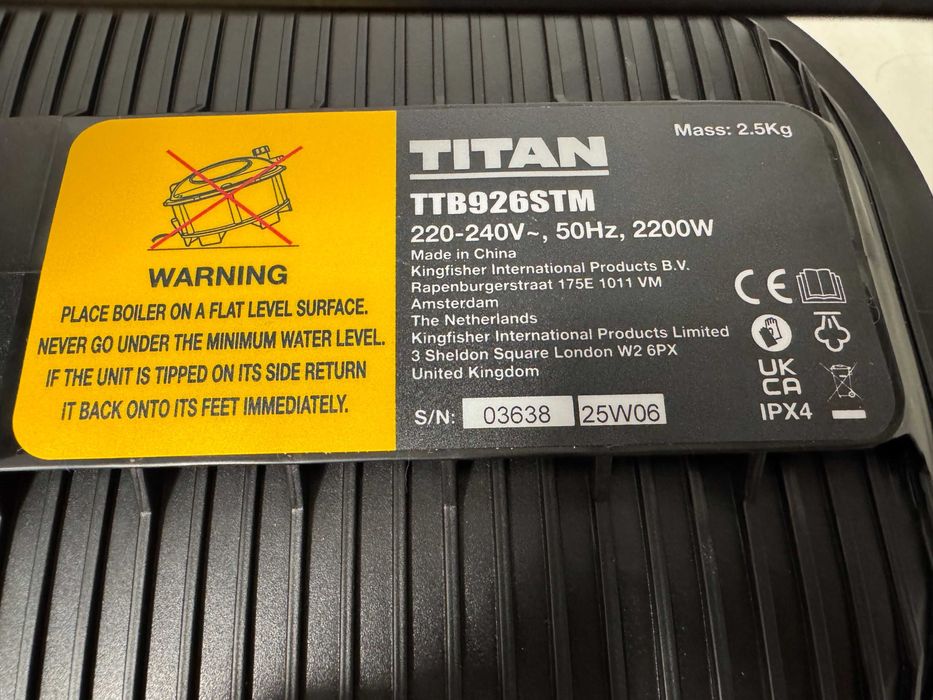 WARNING
PLACE BOILER ON A FLAT LEVEL SURFACE.
NEVER GO UNDER THE MINIMUM WATER LEVEL.
IF THE UNIT IS TIPPED ON ITS SIDE RETURN
IT BACK ONTO ITS FEET IMMEDIATELY.
Mass: 2.5Kg
TITAN
TTB926STM
220-240V~, 50Hz, 2200W
Made in China
Kingfisher International Products B.V.
Rapenburgerstraat 175E 1011 VM
Amsterdam
The Netherlands
Kingfisher International Products Limited
3 Sheldon Square London W2 6PX
United Kingdom
S/N: 03638 25W06
CE
UK
CA
IPX4